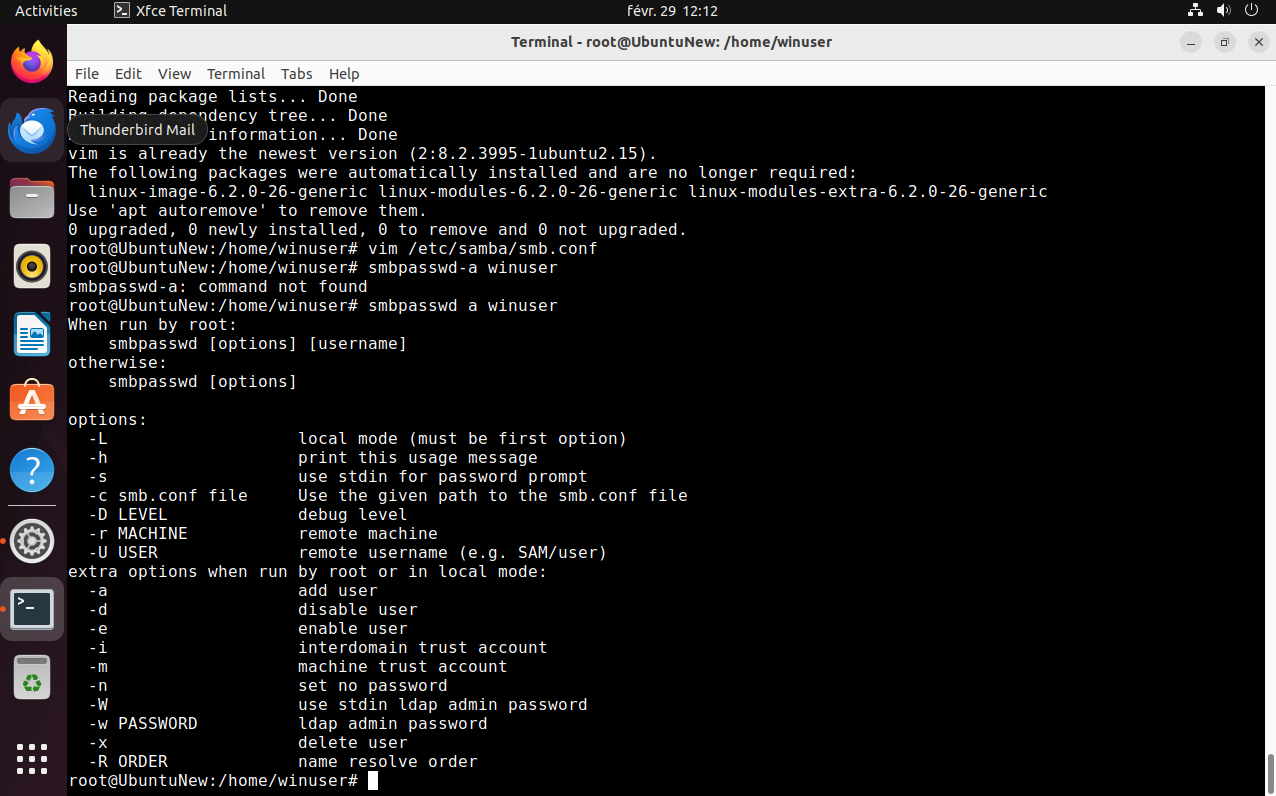 Activities
Xfce Terminal
févr. 29 12:12
Terminal - root@UbuntuNew: /home/winuser
File Edit View Terminal Tabs Help
Reading package lists... Done
dependency tree... Done
Thunderbird Mail
information... Done
vim is already the newest version (2:8.2.3995-1ubuntu2.15).
The following packages were automatically installed and are no longer required:
  linux-image-6.2.0-26-generic linux-modules-6.2.0-26-generic linux-modules-extra-6.2.0-26-generic
Use 'apt autoremove' to remove them.
0 upgraded, 0 newly installed, 0 to remove and 0 not upgraded.
root@UbuntuNew:/home/winuser# vim /etc/samba/smb.conf
root@UbuntuNew:/home/winuser# smbpasswd-a winuser
smbpasswd-a: command not found
root@UbuntuNew:/home/winuser# smbpasswd a winuser
When run by root:
    smbpasswd [options] [username]
otherwise:
    smbpasswd [options]

options:
  -L                   local mode (must be first option)
  -h                   print this usage message
  -s                   use stdin for password prompt
  -c smb.conf file     Use the given path to the smb.conf file
  -D LEVEL             debug level
  -r MACHINE           remote machine
  -U USER              remote username (e.g. SAM/user)
extra options when run by root or in local mode:
  -a                   add user
  -d                   disable user
  -e                   enable user
  -i                   interdomain trust account
  -m                   machine trust account
  -n                   set no password
  -W                   use stdin ldap admin password
  -w PASSWORD          ldap admin password
  -x                   delete user
  -R ORDER             name resolve order
root@UbuntuNew:/home/winuser#